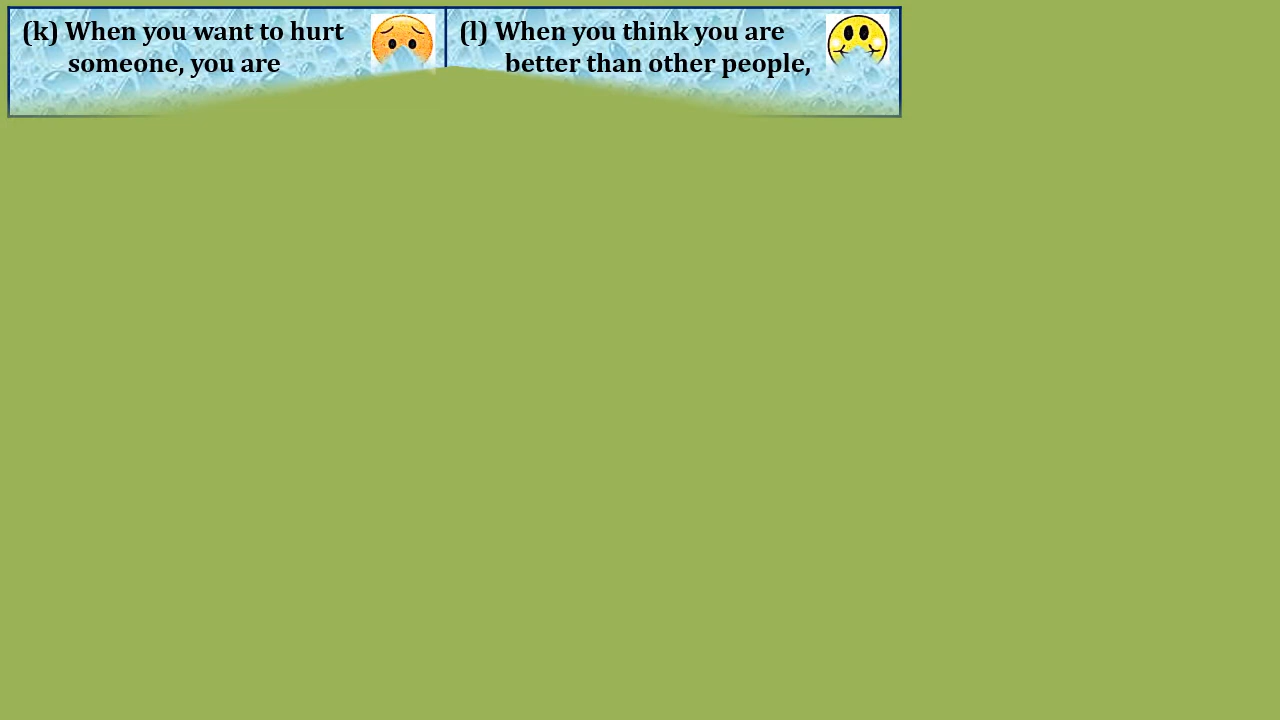 (k) When you want to hurt
someone, you are
(l) When you think you are
better than other people,